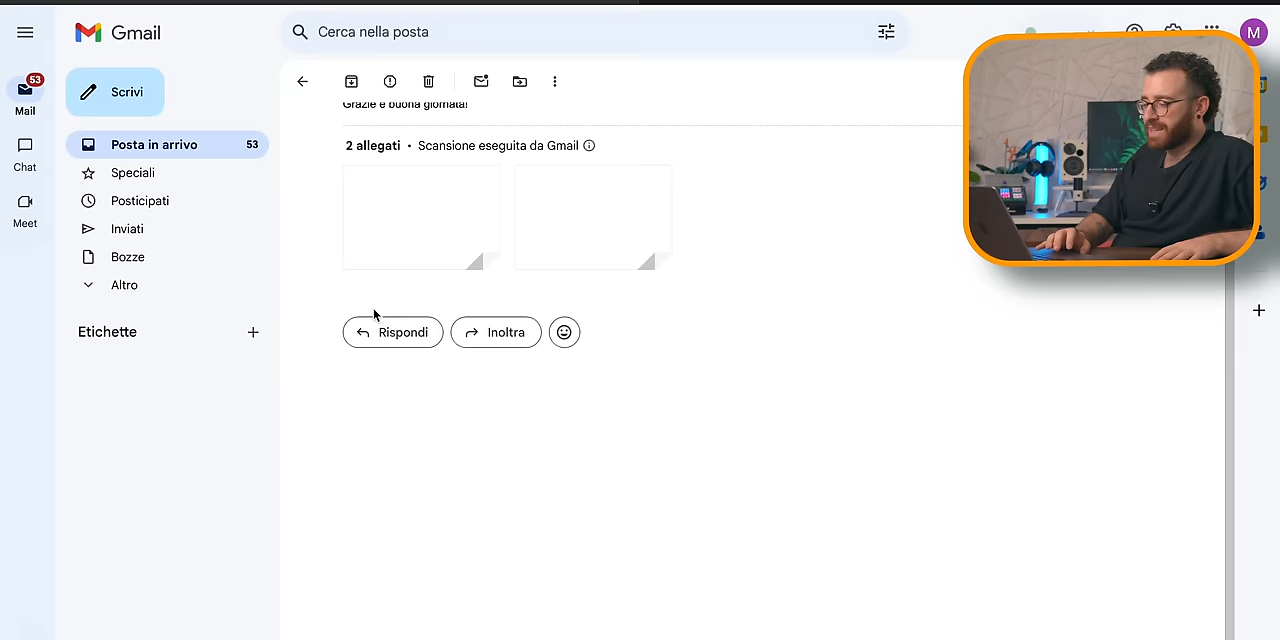 Gmail
Cerca nella posta
M
53
Mail
Scrivi
Posta in arrivo 53
Chat
Speciali
Posticipati
Meet
Inviati
Bozze
Altro
Etichette
Grazie e buona giornata!
2 allegati • Scansione eseguita da Gmail
Rispondi
Inoltra